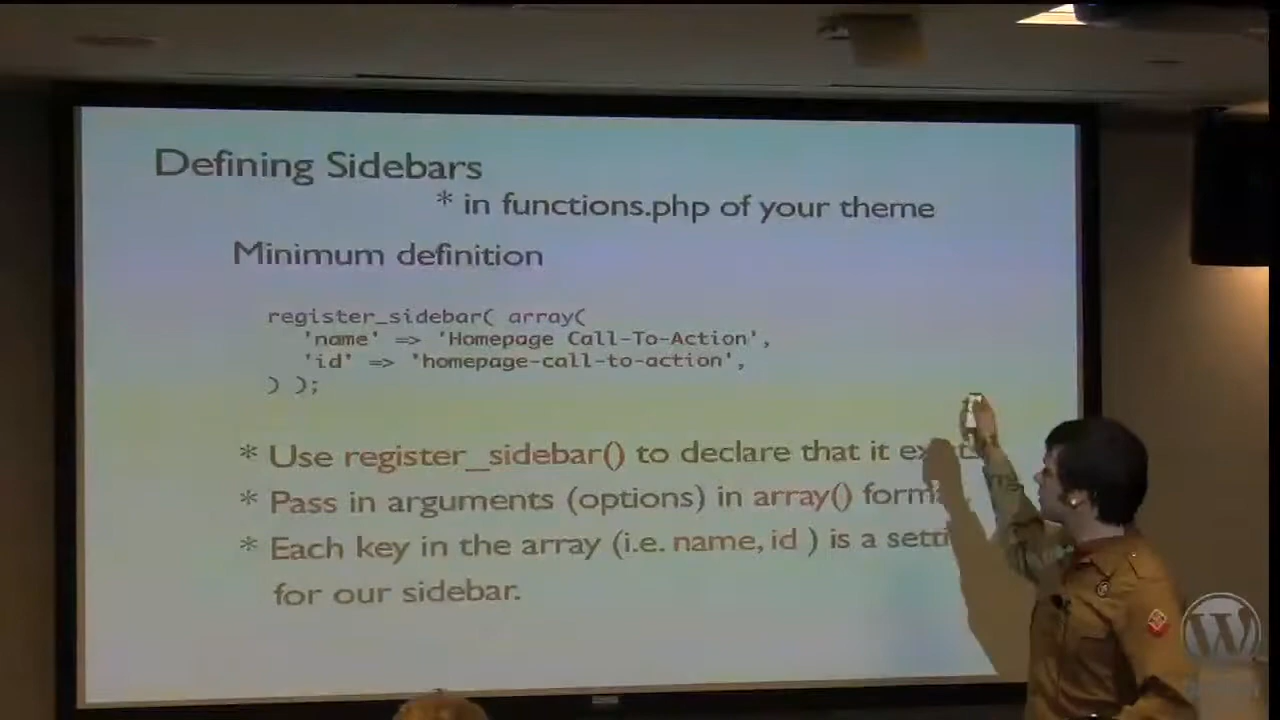 Defining Sidebars
* in functions.php of your theme
Minimum definition
register_sidebar( array(
'name' => 'Homepage Call-To-Action',
'id' => 'homepage-call-to-action',
) );
* Use register_sidebar() to declare that it
* Pass in arguments (options) in array()
* Each key in the array (i.e. name, id ) is a
for our sidebar.